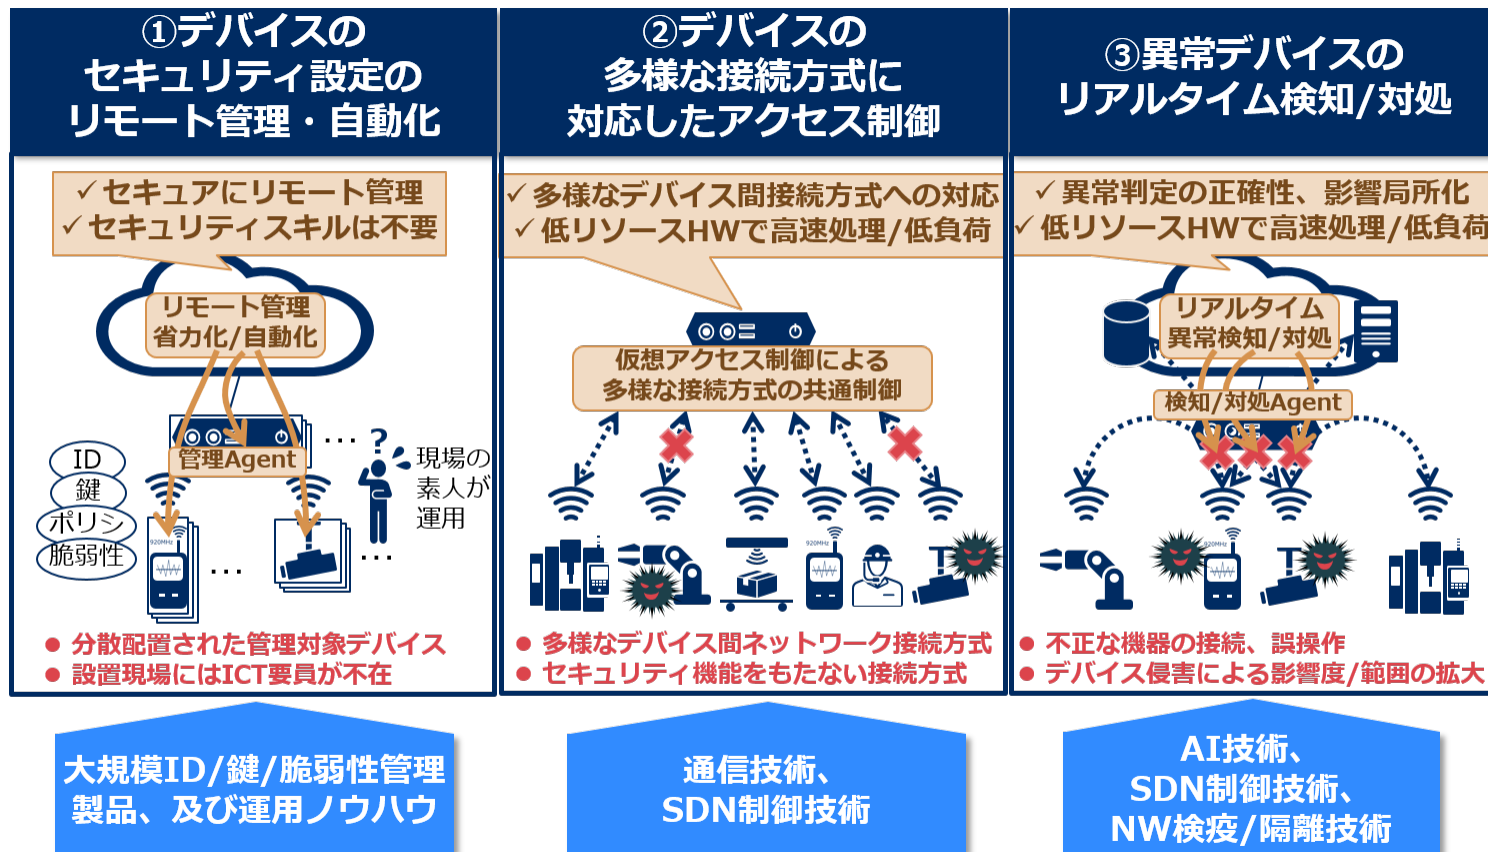 ①デバイスの
セキュリティ設定の
リモート管理・自動化
✓セキュアにリモート管理
✓セキュリティスキルは不要
リモート管理
省力化/自動化
管理Agent
ID
鍵
ポリシ
脆弱性
…
?
現場の
素人が
運用
920MHz
…
…
● 分散配置された管理対象デバイス
● 設置現場にはICT要員が不在
大規模ID/鍵/脆弱性管理
製品、及び運用ノウハウ
②デバイスの
多様な接続方式に
対応したアクセス制御
✓多様なデバイス間接続方式への対応
✓低リソースHWで高速処理/低負荷
仮想アクセス制御による
多様な接続方式の共通制御
920MHz
● 多様なデバイス間ネットワーク接続方式
● セキュリティ機能をもたない接続方式
通信技術、
SDN制御技術
③異常デバイスの
リアルタイム検知/対処
✓異常判定の正確性、影響局所化
✓低リソースHWで高速処理/低負荷
リアルタイム
異常検知/対処
検知/対処Agent
920MHz
● 不正な機器の接続、誤操作
● デバイス侵害による影響度/範囲の拡大
AI技術、
SDN制御技術、
NW検疫/隔離技術